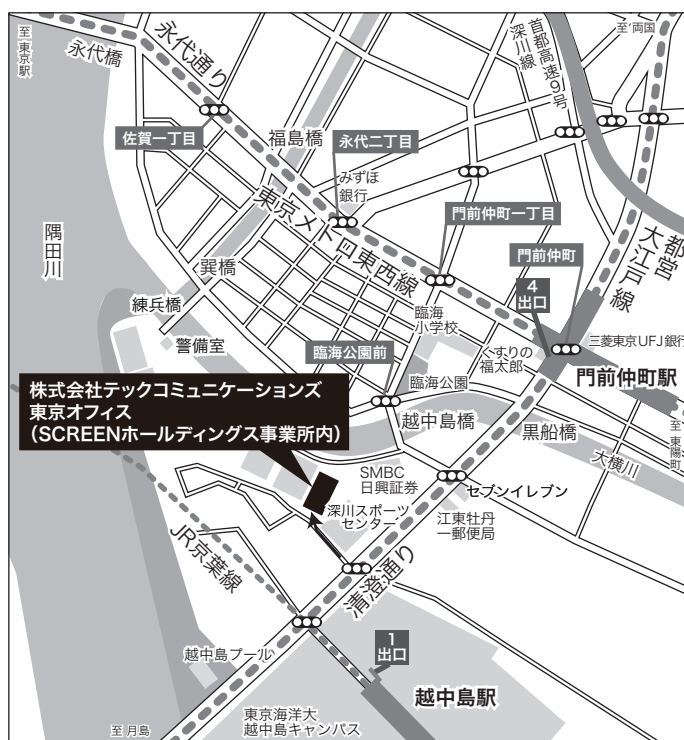 至 東京駅
永代橋
永代通り
首都高速9号
深川線
至 両国
佐賀一丁目
福島橋
永代二丁目
みずほ
銀行
東京メトロ東西線
門前仲町一丁目
都営
大江戸線
隅田川
巽橋
門前仲町
4
出口
練兵橋
臨海
小学校
警備室
三菱東京UFJ銀行
くすりの
福太郎
臨海公園前
臨海公園
門前仲町駅
株式会社テックコミュニケーションズ
東京オフィス
(SCREENホールディングス事業所内)
越中島橋
黒船橋
至 東陽町
大横川
SMBC
日興証券
セブンイレブン
深川スポーツ
センター
江東牡丹
一郵便局
JR京葉線
清澄通り
1
出口
越中島プール
越中島駅
至 月島
東京海洋大
越中島キャンパス